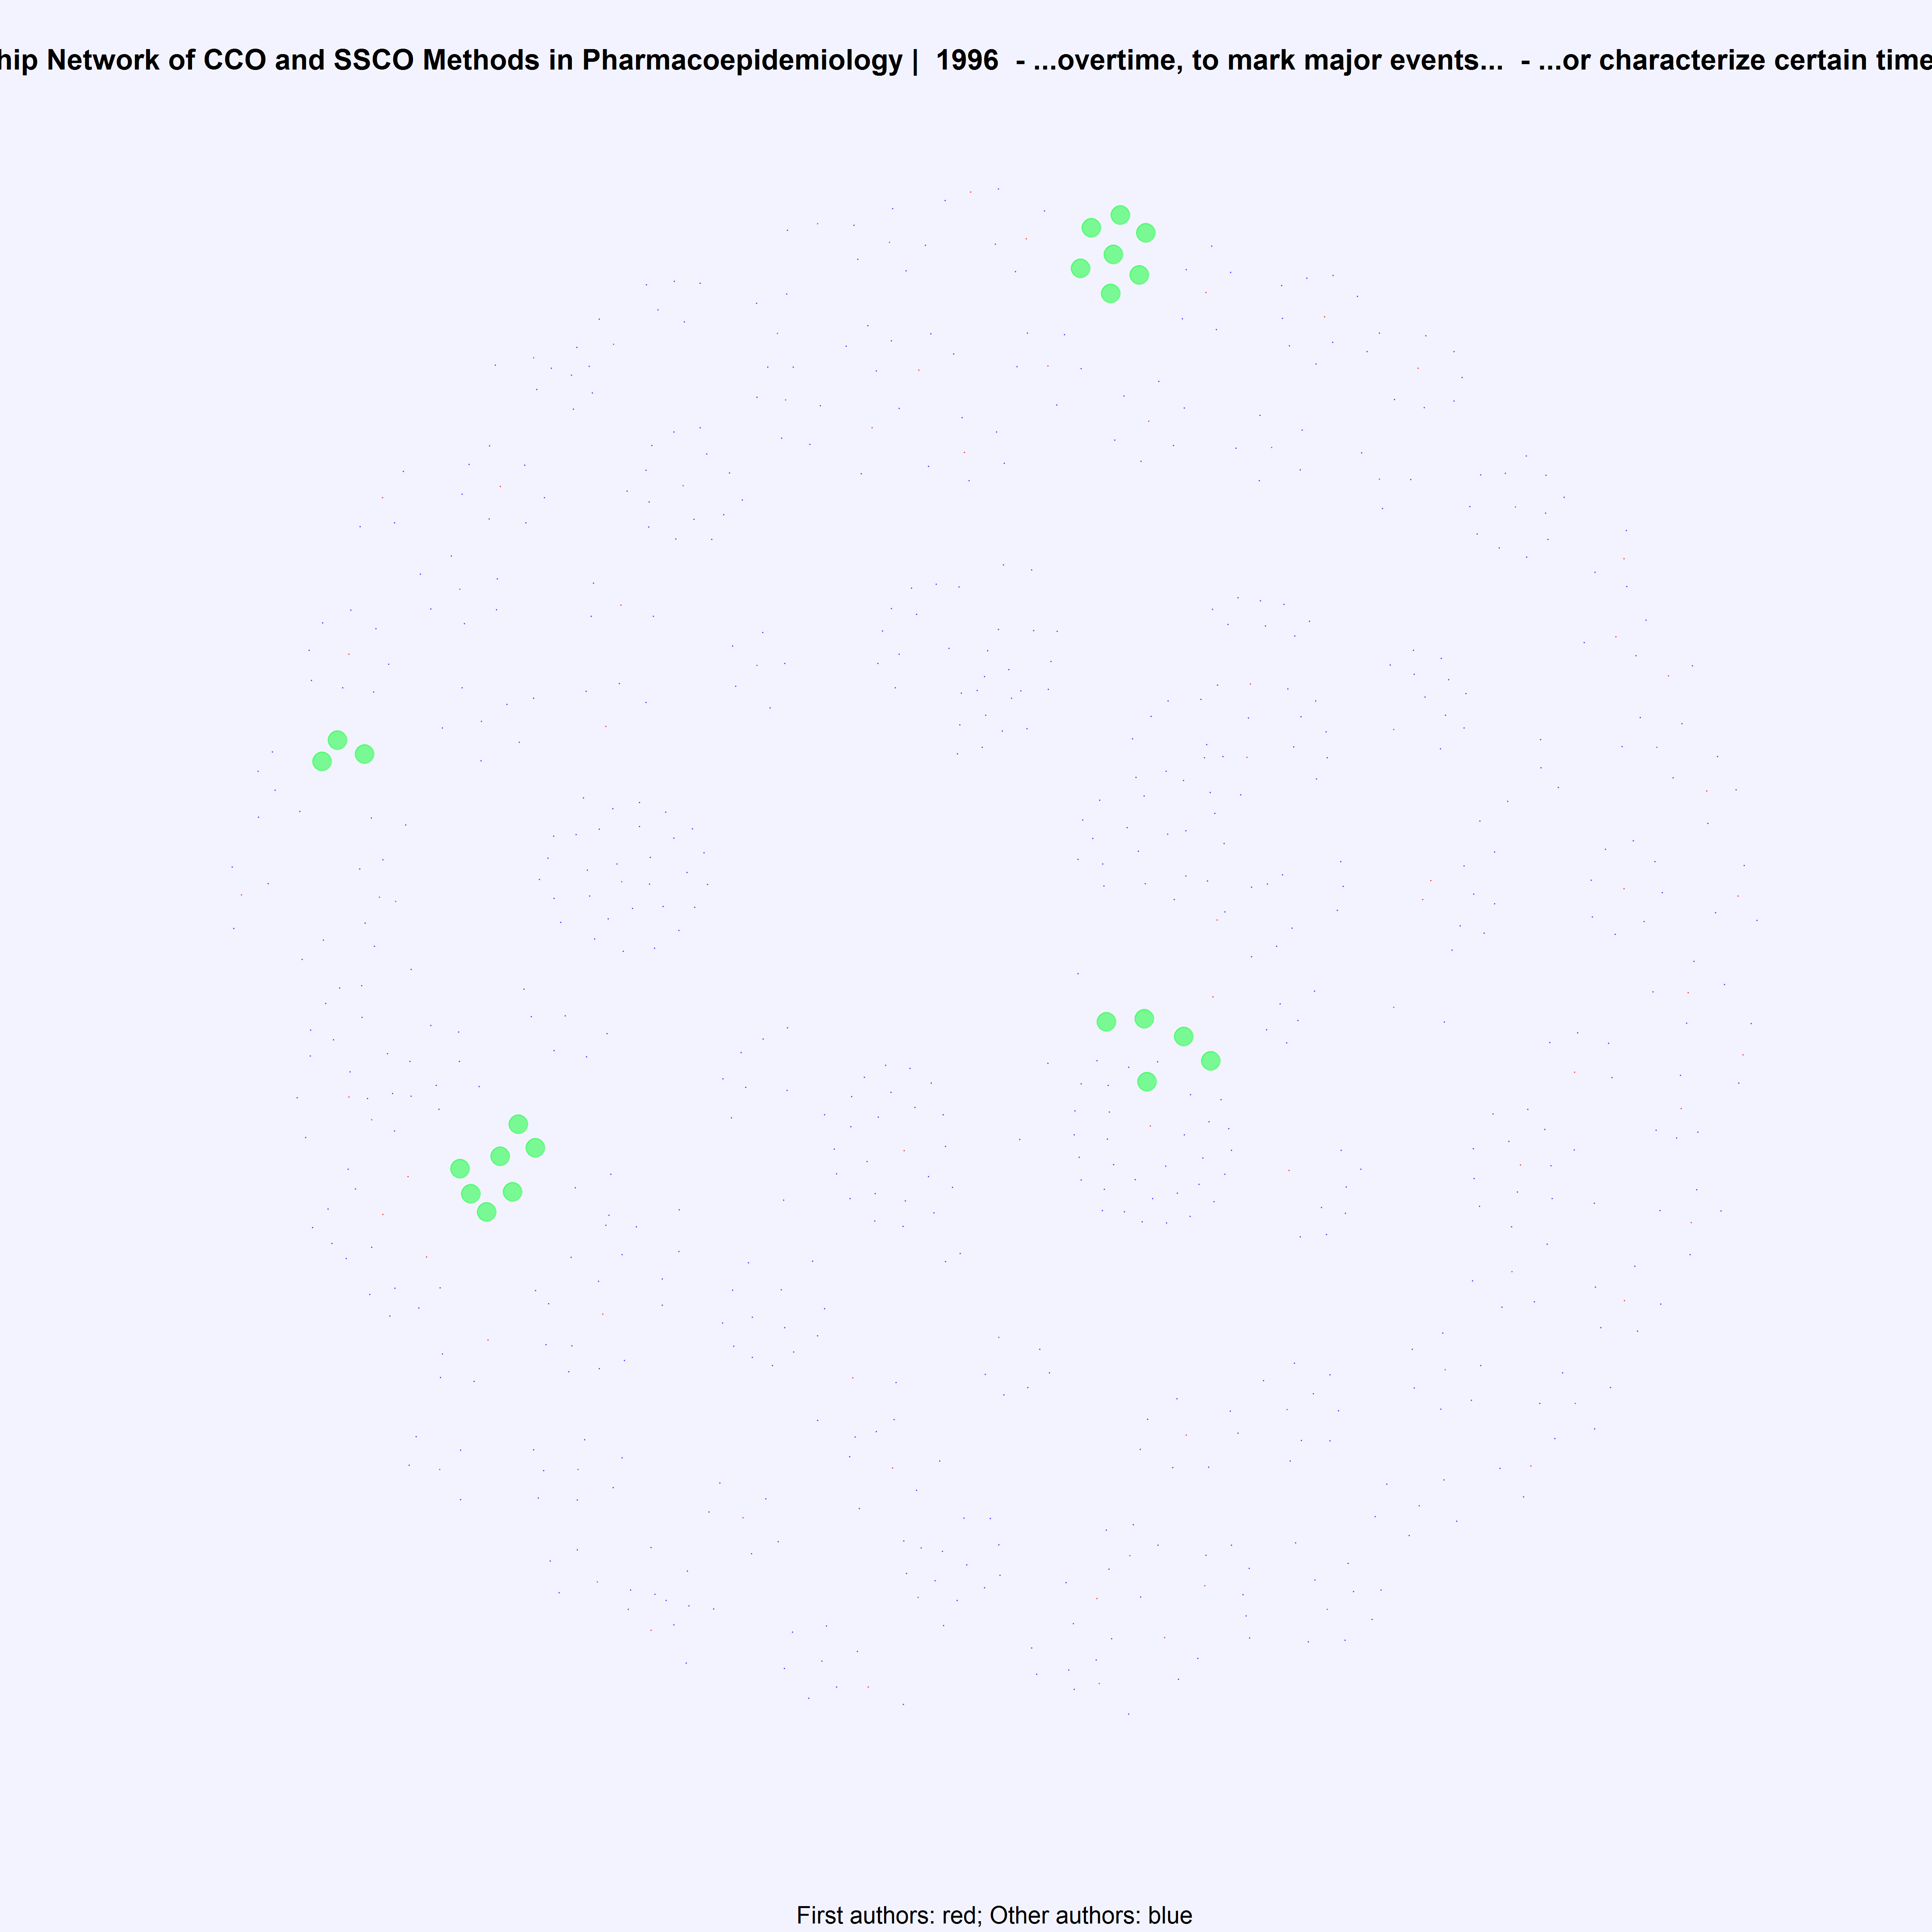 hip Network of CCO and SSCO Methods in Pharmacoepidemiology | 1996 - ...overtime, to mark major events... - ...or characterize certain time
First authors: red; Other authors: blue